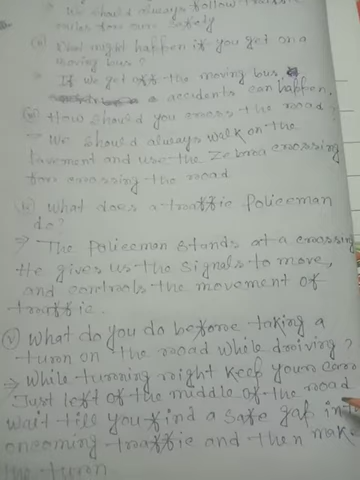 → We should always follow traffic
rules for our safety
(ii) What might happen if you get on a
moving bus?
→ If we get off the moving bus
a accidents can happen.
(iii) How should you cross the road?
→ We should always walk on the
Pavement and use the Zebra crossing
for crossing the road
(iv) What does a traffic Policeman
do?
→ The Policeman stands at a crossing
He gives us the signals to move,
and controls the movement of
traffic.
(v) What do you do before taking a
turn on the road while driving?
→ While turning right keep your
Just left of the middle of the road
wait till you find a safe gap in
oncoming traffic and then mak
the turn